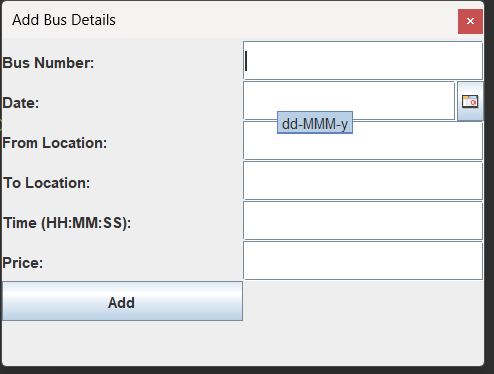 Add Bus Details
Bus Number:
Date:
dd-MMM-y
From Location:
To Location:
Time (HH:MM:SS):
Price:
Add